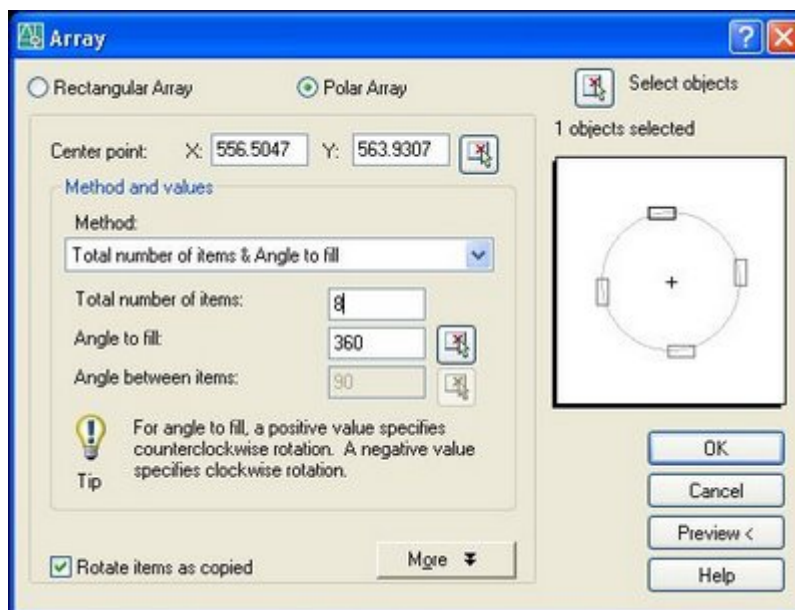 Array
Rectangular Array
Polar Array
Select objects
1 objects selected
Center point: X: 556.5047 Y: 563.9307
Method and values
Method:
Total number of items & Angle to fill
Total number of items: 8
Angle to fill: 360
Angle between items: 90
For angle to fill, a positive value specifies
counterclockwise rotation. A negative value
specifies clockwise rotation.
Tip
Rotate items as copied
More
OK
Cancel
Preview <
Help